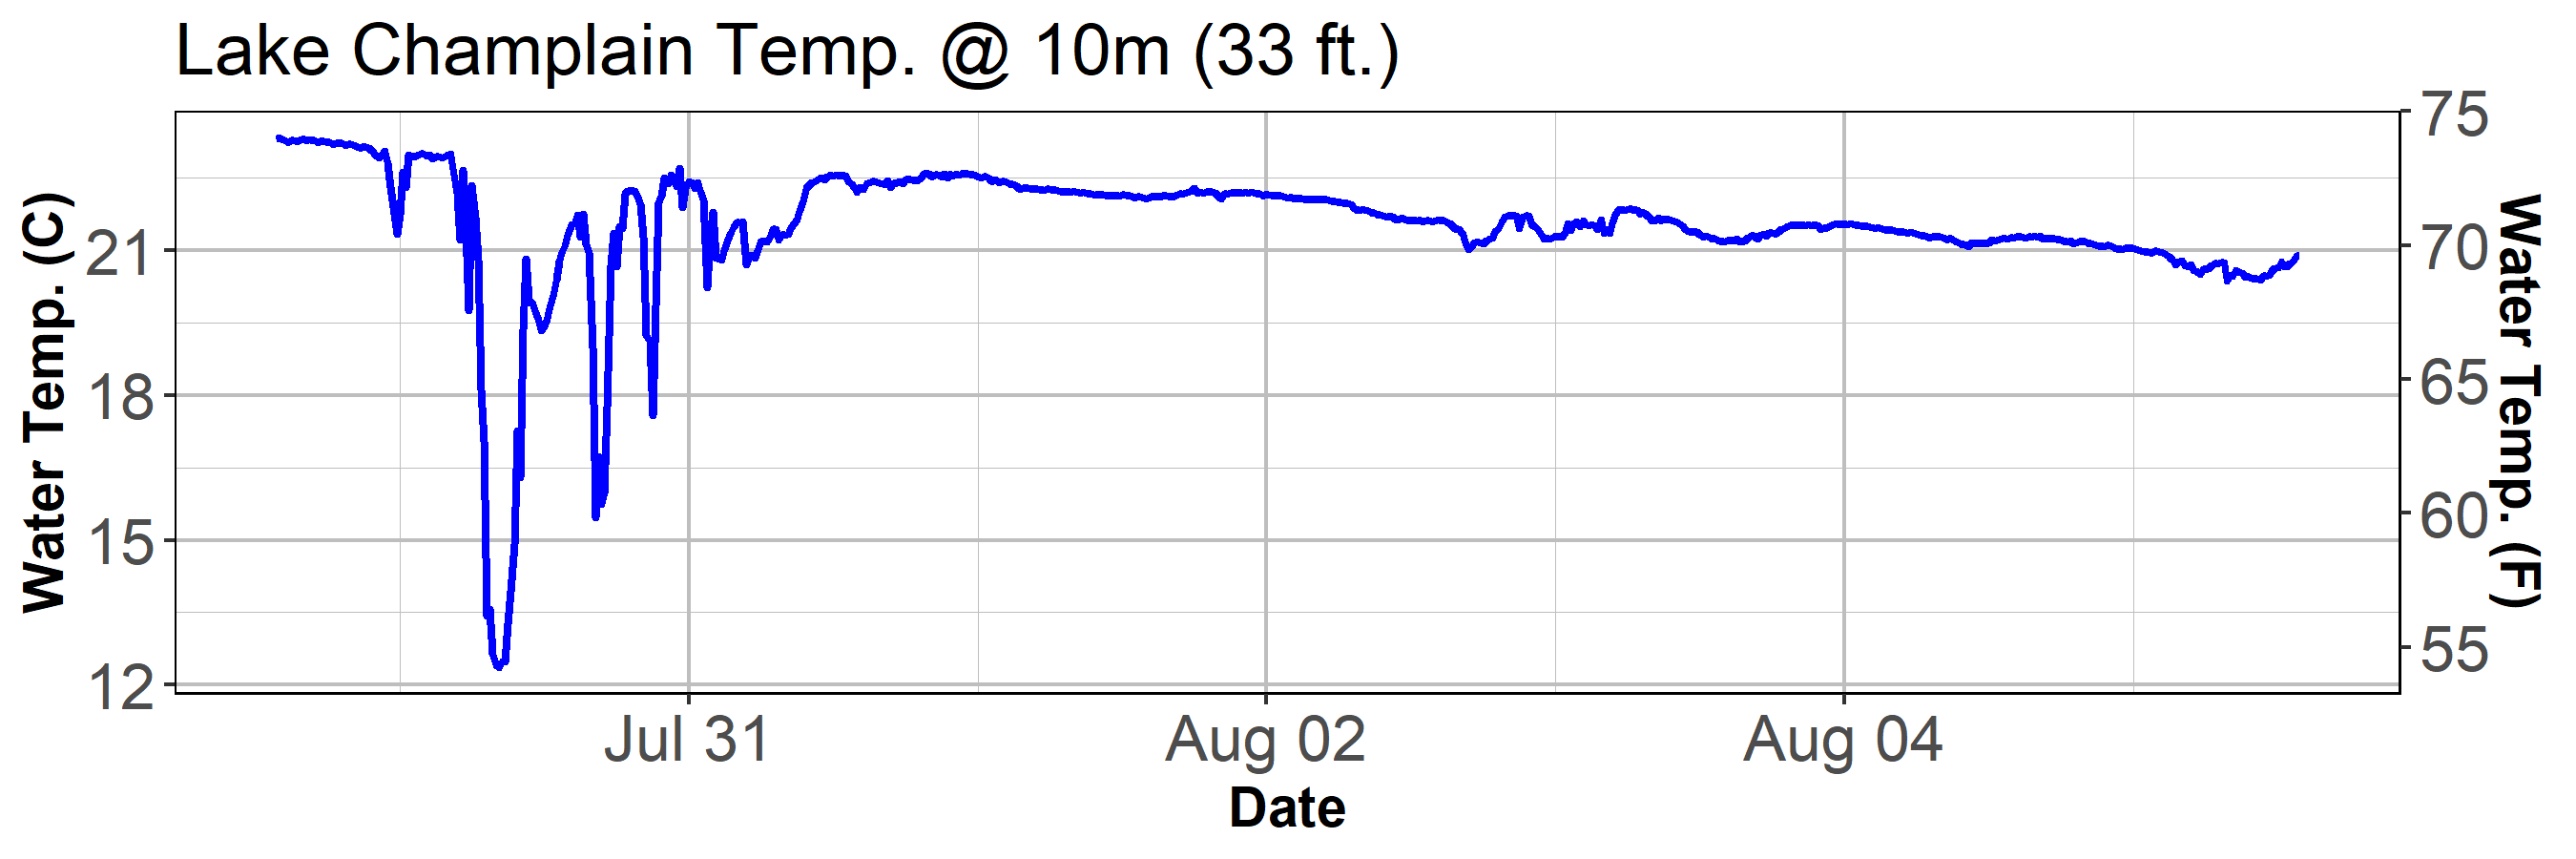 Lake Champlain Temp. @ 10m (33 ft.)
Water Temp. (C)
21
18
15
12
75
70
65
60
55
Water Temp. (F)
Jul 31
Aug 02
Aug 04
Date